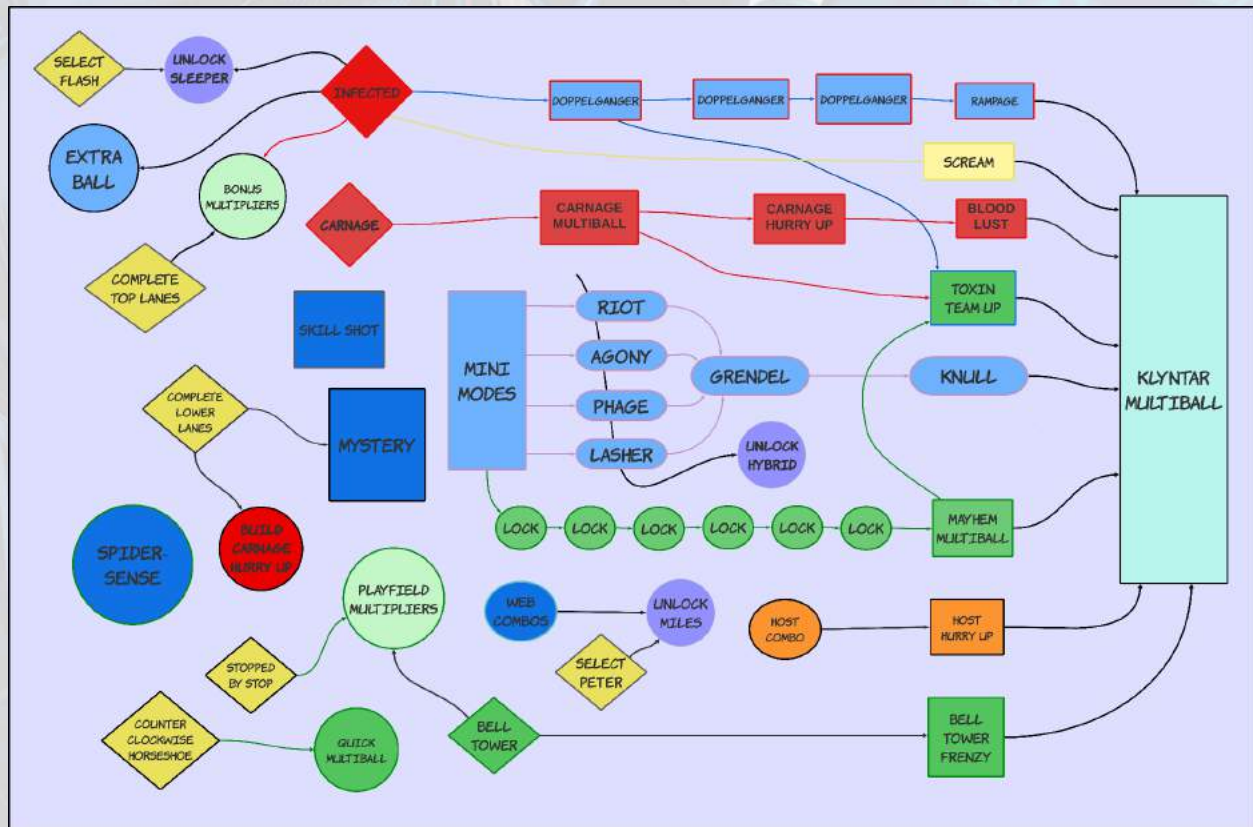 SELECT
FLASH
UNLOCK
SLEEPER
INFECTED
DOPPELGANGER
DOPPELGANGER
DOPPELGANGER
RAMPAGE
EXTRA
BALL
BONUS
MULTIPLIERS
SCREAM
CARNAGE
CARNAGE
MULTIBALL
CARNAGE
HURRY UP
BLOOD
LUST
COMPLETE
TOP LANES
SKILL SHOT
MINI
MODES
RIOT
AGONY
PHAGE
LASHER
GRENDEL
KNULL
TOXIN
TEAM UP
KLYNTAR
MULTIBALL
COMPLETE
LOWER
LANES
MYSTERY
UNLOCK
HYBRID
LOCK
LOCK
LOCK
LOCK
LOCK
LOCK
MAYHEM
MULTIBALL
SPIDER-
SENSE
BUILD
CARNAGE
HURRY UP
PLAYFIELD
MULTIPLIERS
WEB
COMBOS
UNLOCK
MILES
HOST
COMBO
HOST
HURRY UP
STOPPED
BY STOP
SELECT
PETER
COUNTER
CLOCKWISE
HORSESHOE
QUICK
MULTIBALL
BELL
TOWER
BELL
TOWER
FRENZY